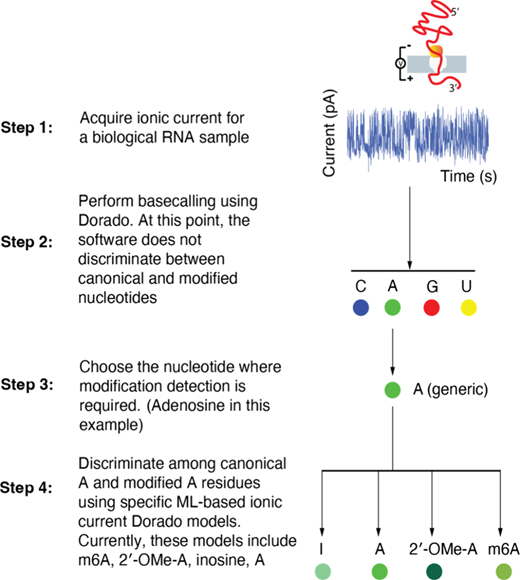 5′
-
V
+
3′
Step 1:
Acquire ionic current for
a biological RNA sample
Current (pA)
Time (s)
Step 2:
Perform basecalling using
Dorado. At this point, the
software does not
discriminate between
canonical and modified
nucleotides
C A G U
Step 3:
Choose the nucleotide where
modification detection is
required. (Adenosine in this
example)
A (generic)
Step 4:
Discriminate among canonical
A and modified A residues
using specific ML-based ionic
current Dorado models.
Currently, these models include
m6A, 2′-OMe-A, inosine, A
I A 2′-OMe-A m6A